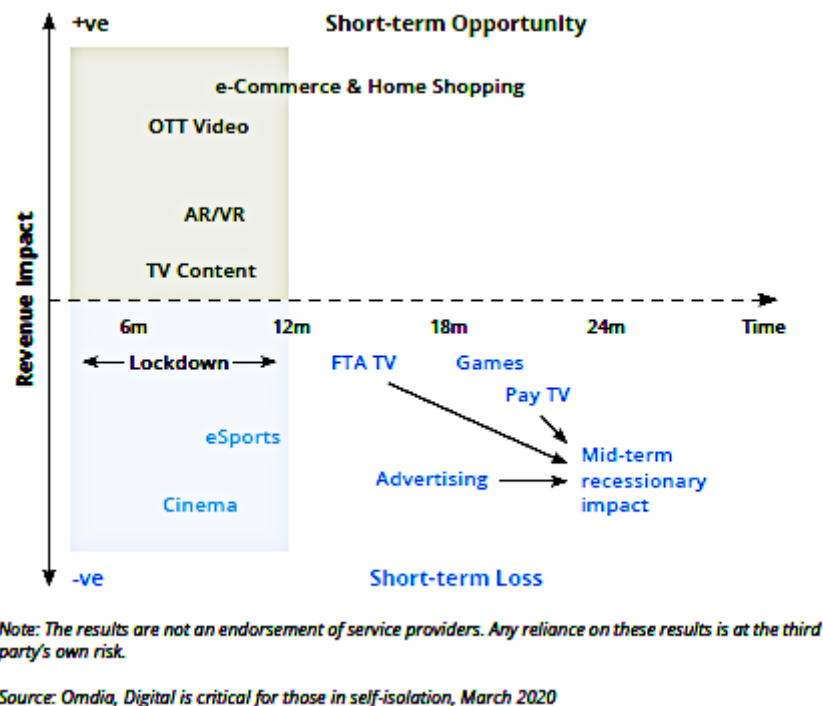 +ve
Short-term Opportunity
e-Commerce & Home Shopping
OTT Video
AR/VR
TV Content
Revenue Impact
6m
12m
18m
24m
Time
Lockdown
FTA TV
Games
Pay TV
eSports
Mid-term
recessionary
impact
Advertising
Cinema
-ve
Short-term Loss
Note: The results are not an endorsement of service providers. Any reliance on these results is at the third
party's own risk.
Source: Omdia, Digital is critical for those in self-isolation, March 2020